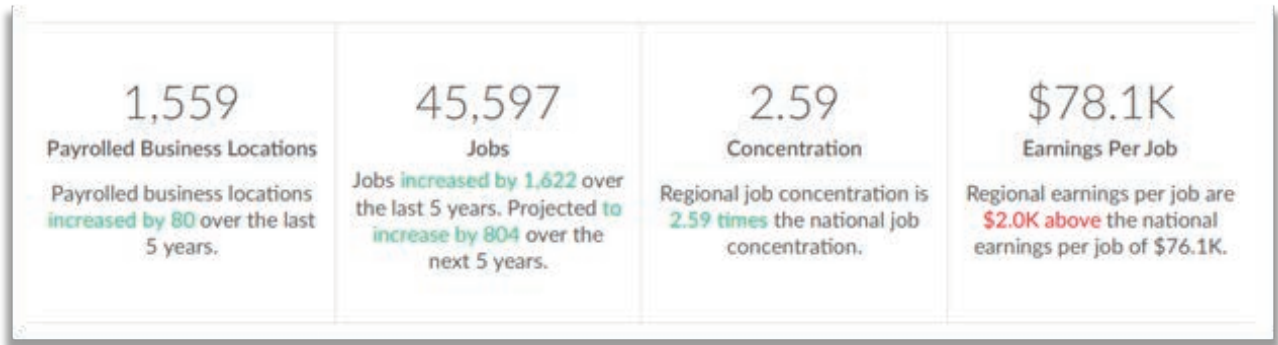 1,559
Payrolled Business Locations
Payrolled business locations
increased by 80 over the last
5 years.
45,597
Jobs
Jobs increased by 1,622 over
the last 5 years. Projected to
increase by 804 over the
next 5 years.
2.59
Concentration
Regional job concentration is
2.59 times the national job
concentration.
$78.1K
Earnings Per Job
Regional earnings per job are
$2.0K above the national
earnings per job of $76.1K.